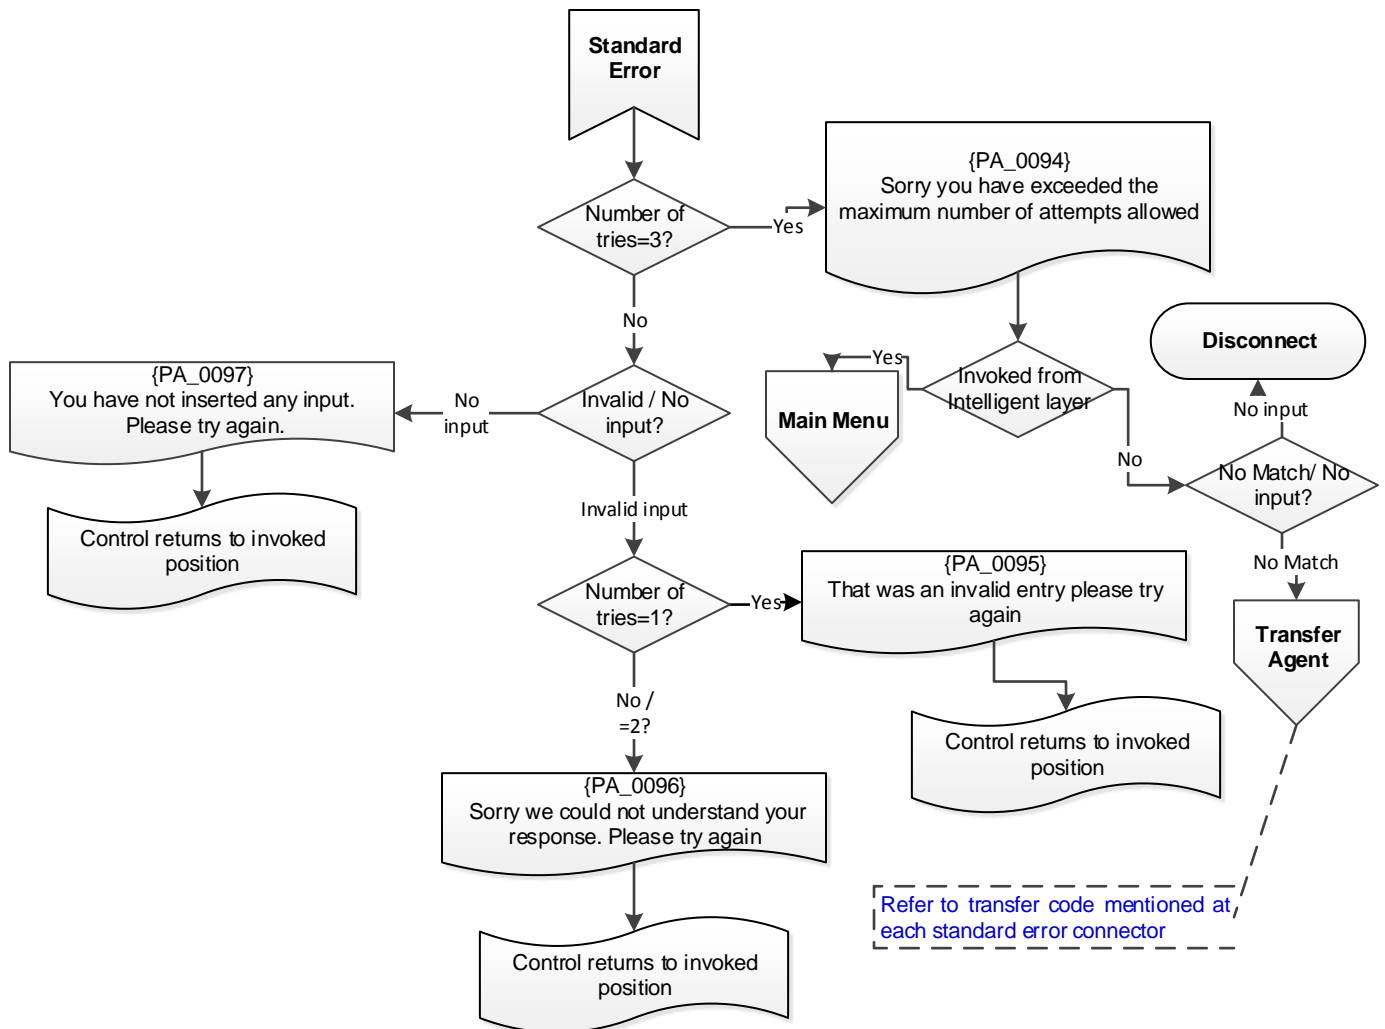 Standard
Error
{PA_0094}
Sorry you have exceeded the
maximum number of attempts allowed
Number of
tries=3?
Yes
No
Disconnect
{PA_0097}
You have not inserted any input.
Please try again.
No
input
Invalid / No
input?
Yes
Invoked from
Intelligent layer
Main Menu
No input
No
No Match/ No
input?
Invalid input
Control returns to invoked
position
No Match
Number of
tries=1?
Yes
{PA_0095}
That was an invalid entry please try
again
Transfer
Agent
No /
=2?
Control returns to invoked
position
{PA_0096}
Sorry we could not understand your
response. Please try again
Refer to transfer code mentioned at
each standard error connector
Control returns to invoked
position